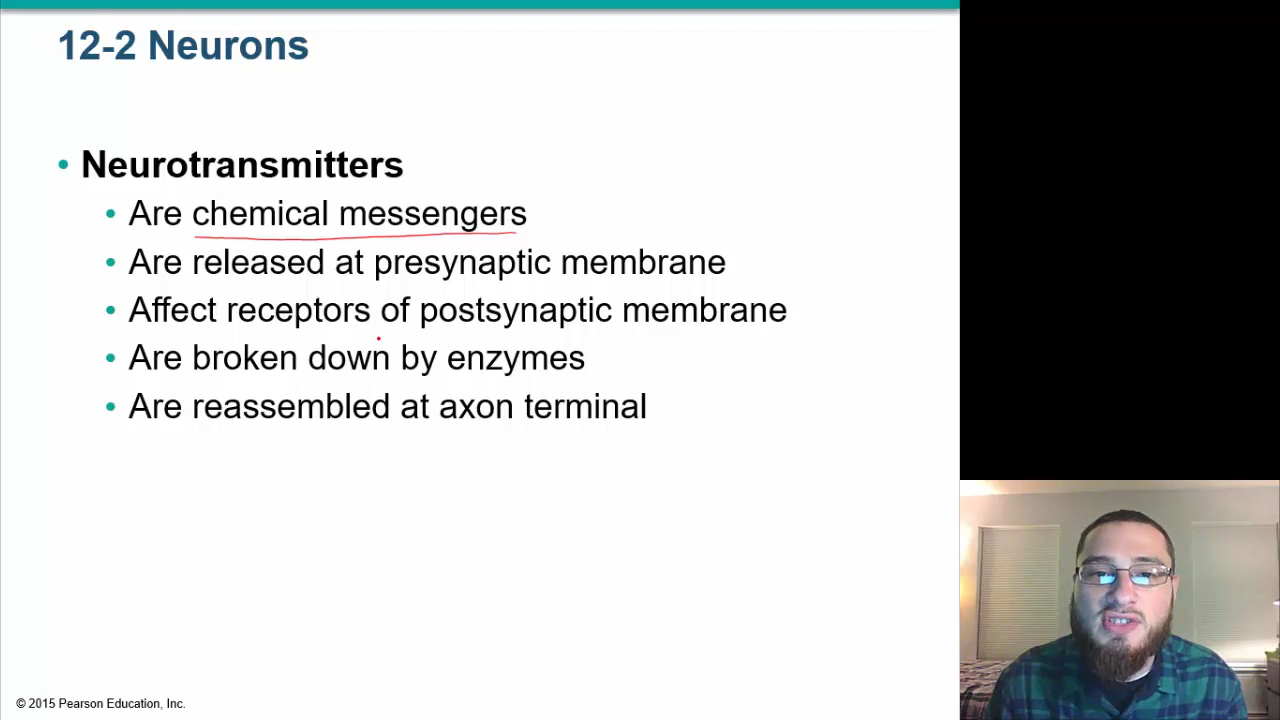 12-2 Neurons
• Neurotransmitters
• Are chemical messengers
• Are released at presynaptic membrane
• Affect receptors of postsynaptic membrane
• Are broken down by enzymes
• Are reassembled at axon terminal
© 2015 Pearson Education, Inc.